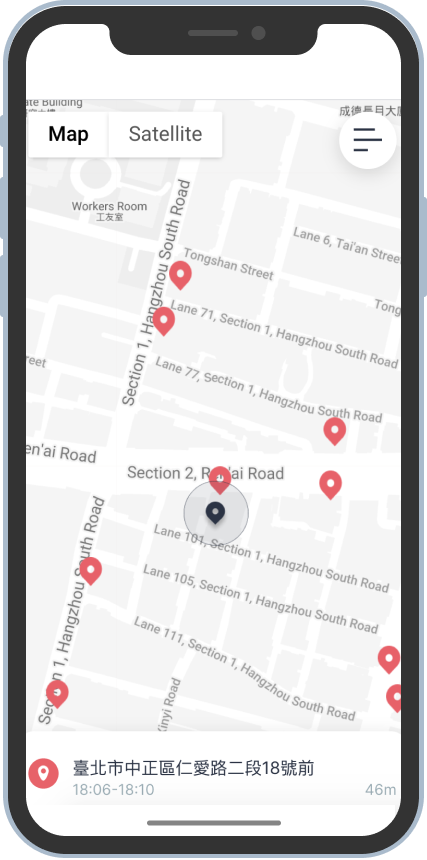 ate Building
成德長日大廈
Map
Satellite
Workers Room
工友室
Section 1, Hangzhou South Road
Lane 6, Tai'an Stree
Tongshan Street
Tong
Lane 71, Section 1, Hangzhou South Road
reet
Lane 77, Section 1, Hangzhou South Road
en'ai Road
Section 2, Ren'ai Road
Lane 101, Section 1, Hangzhou South Road
Section 1, Hangzhou South Road
Lane 105, Section 1, Hangzhou South Road
Lane 111, Section 1, Hangzhou South Road
Xinyi Road
臺北市中正區仁愛路二段18號前
18:06-18:10
46m